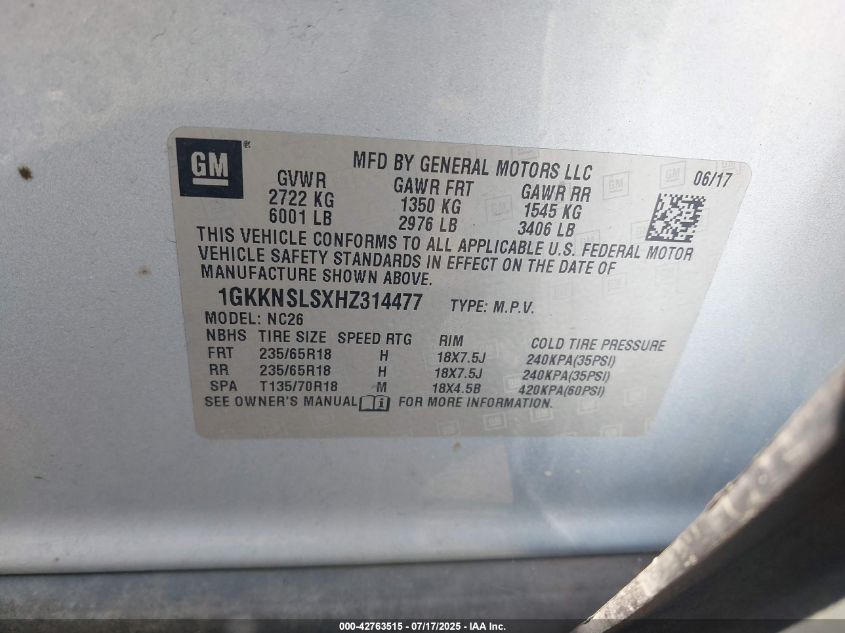 GM ®
MFD BY GENERAL MOTORS LLC
06/17
GVWR GAWR FRT GAWR RR
2722 KG 1350 KG 1545 KG
6001 LB 2976 LB 3406 LB
THIS VEHICLE CONFORMS TO ALL APPLICABLE U.S. FEDERAL MOTOR
VEHICLE SAFETY STANDARDS IN EFFECT ON THE DATE OF
MANUFACTURE SHOWN ABOVE.
1GKKNSLSXHZ314477 TYPE: M.P.V.
MODEL: NC26
NBHS TIRE SIZE SPEED RTG RIM COLD TIRE PRESSURE
FRT 235/65R18 H 18X7.5J 240KPA(35PSI)
RR 235/65R18 H 18X7.5J 240KPA(35PSI)
SPA T135/70R18 M 18X4.5B 420KPA(60PSI)
SEE OWNER'S MANUAL i FOR MORE INFORMATION.
000-42763515 - 07/17/2025 - IAA Inc.